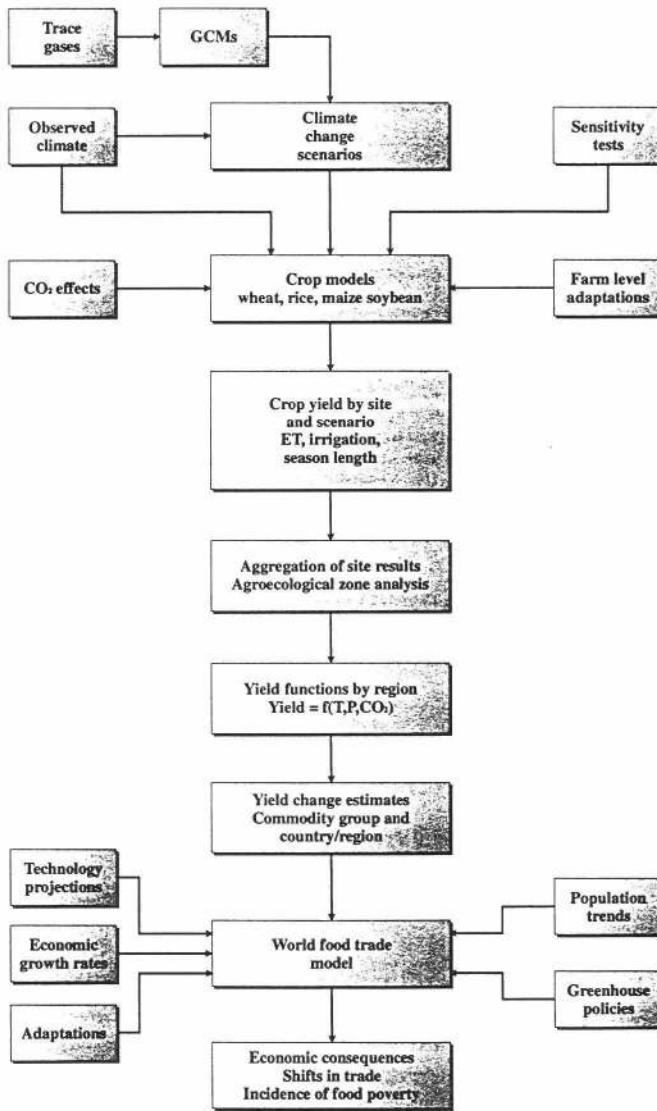 Trace
gases
GCMs
Observed
climate
Climate
change
scenarios
Sensitivity
tests
CO₂ effects
Crop models
wheat, rice, maize soybean
Farm level
adaptations
Crop yield by site
and scenario
ET, irrigation,
season length
Aggregation of site results
Agroecological zone analysis
Yield functions by region
Yield = f(T,P,CO₂)
Yield change estimates
Commodity group and
country/region
Technology
projections
Economic
growth rates
Adaptations
World food trade
model
Population
trends
Greenhouse
policies
Economic consequences
Shifts in trade
Incidence of food poverty